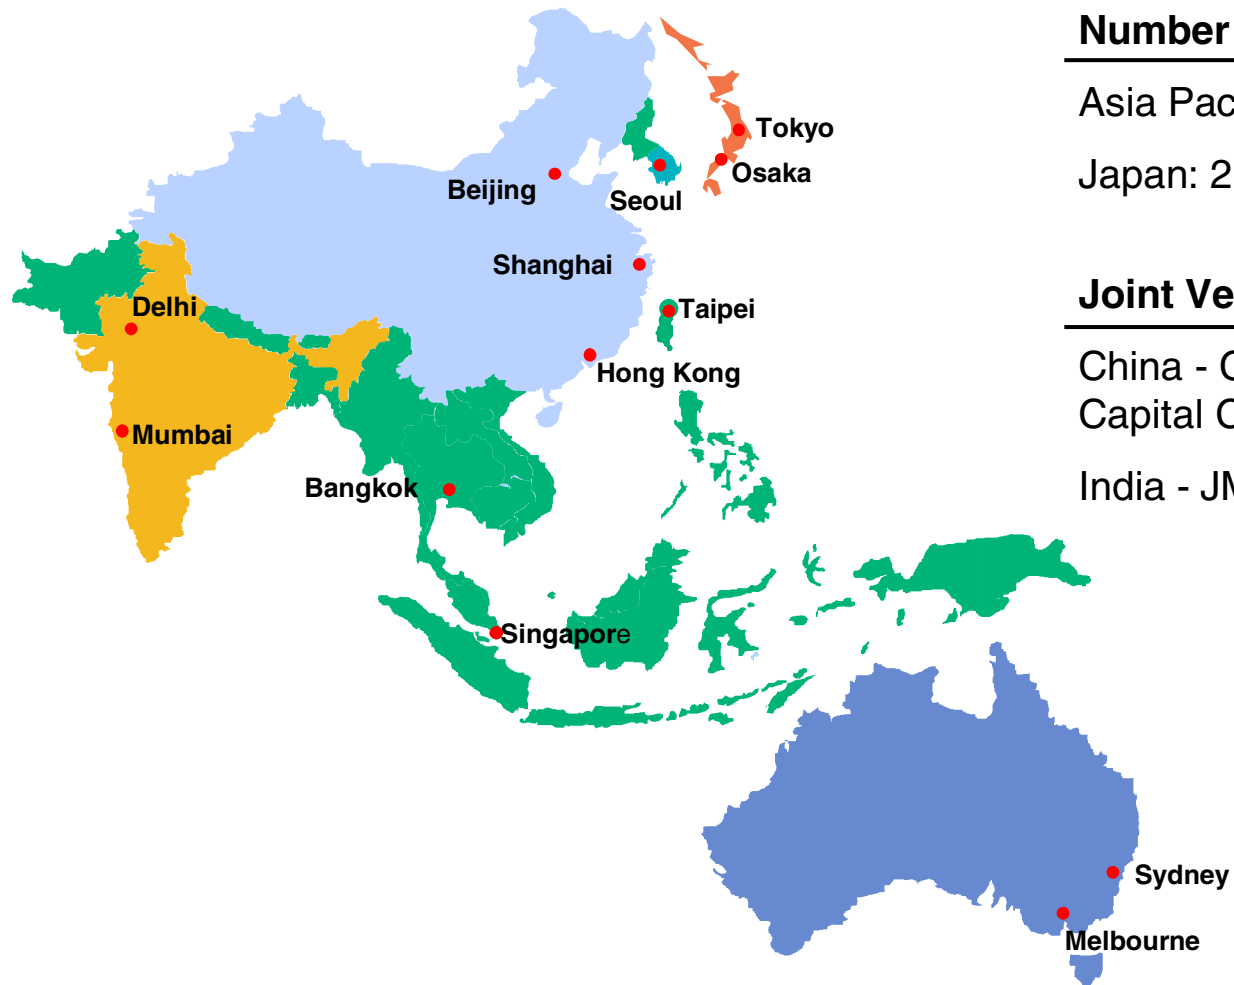 Number
Asia Pac
Japan: 2
Joint Ve
China - C
Capital C
India - JM
Tokyo
Osaka
Beijing
Seoul
Shanghai
Delhi
Taipei
Hong Kong
Mumbai
Bangkok
Singapore
Sydney
Melbourne